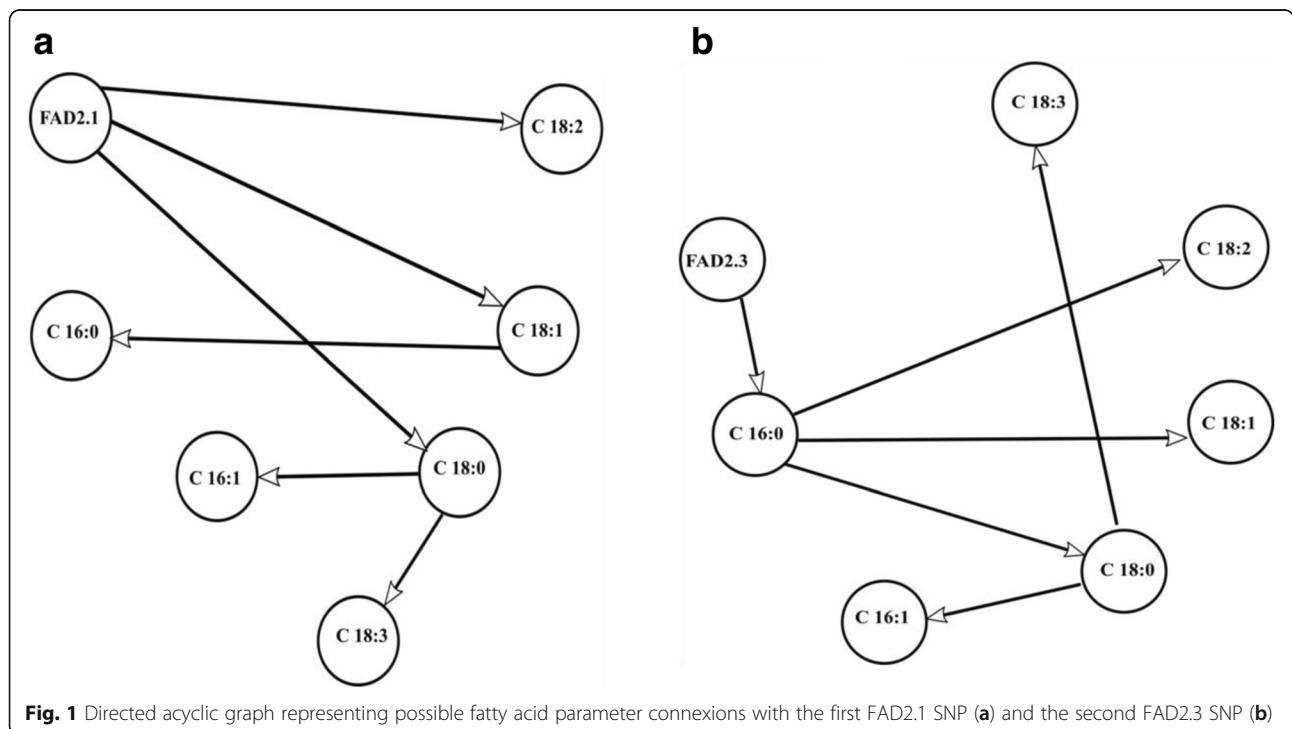 a
FAD2.1
C 18:2
C 16:0
C 18:1
C 16:1
C 18:0
C 18:3
b
C 18:3
FAD2.3
C 18:2
C 16:0
C 18:1
C 18:0
C 16:1
Fig. 1 Directed acyclic graph representing possible fatty acid parameter connexions with the first FAD2.1 SNP (a) and the second FAD2.3 SNP (b)